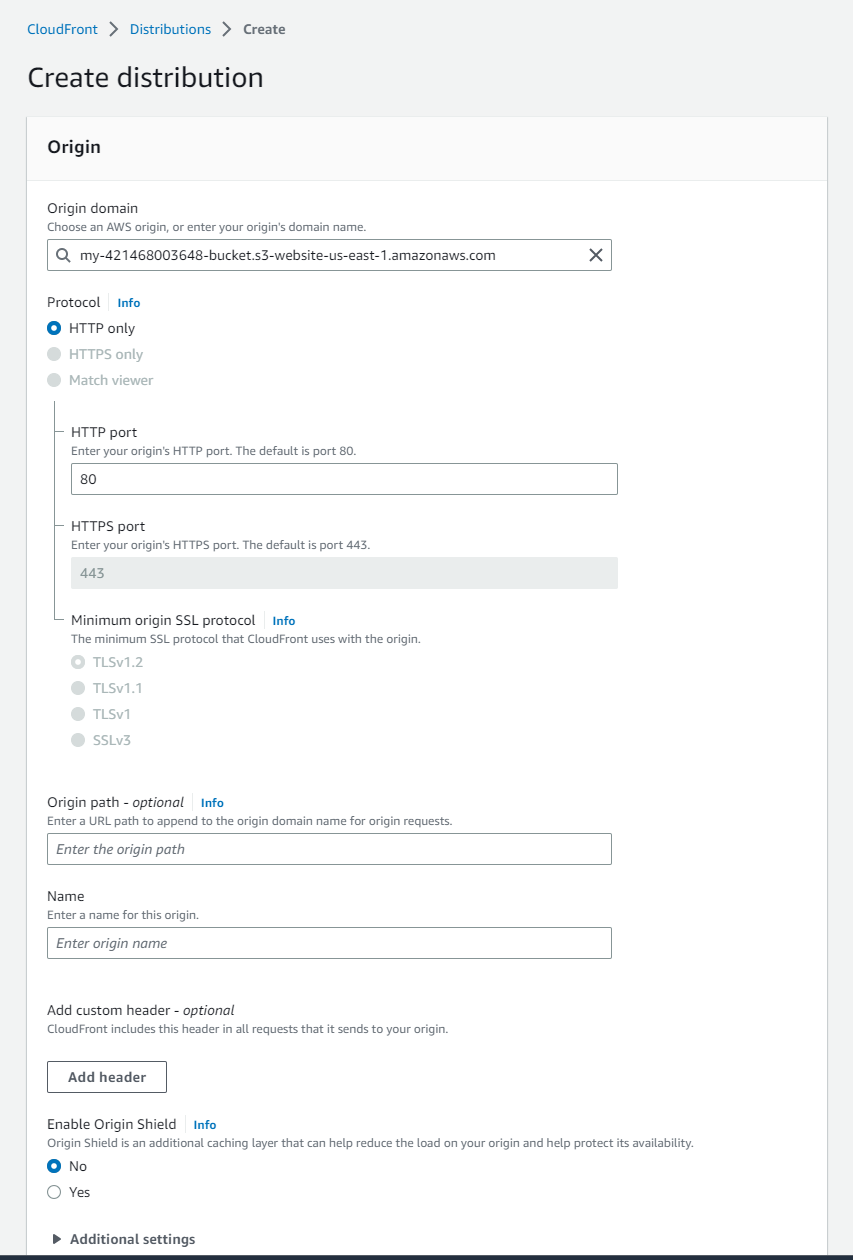 CloudFront > Distributions > Create
Create distribution
Origin
Origin domain
Choose an AWS origin, or enter your origin's domain name.
my-421468003648-bucket.s3-website-us-east-1.amazonaws.com
Protocol Info
HTTP only
HTTPS only
Match viewer
HTTP port
Enter your origin's HTTP port. The default is port 80.
80
HTTPS port
Enter your origin's HTTPS port. The default is port 443.
443
Minimum origin SSL protocol Info
The minimum SSL protocol that CloudFront uses with the origin.
TLSv1.2
TLSv1.1
TLSv1
SSLv3
Origin path - optional Info
Enter a URL path to append to the origin domain name for origin requests.
Enter the origin path
Name
Enter a name for this origin.
Enter origin name
Add custom header - optional
CloudFront includes this header in all requests that it sends to your origin.
Add header
Enable Origin Shield Info
Origin Shield is an additional caching layer that can help reduce the load on your origin and help protect its availability.
No
Yes
Additional settings